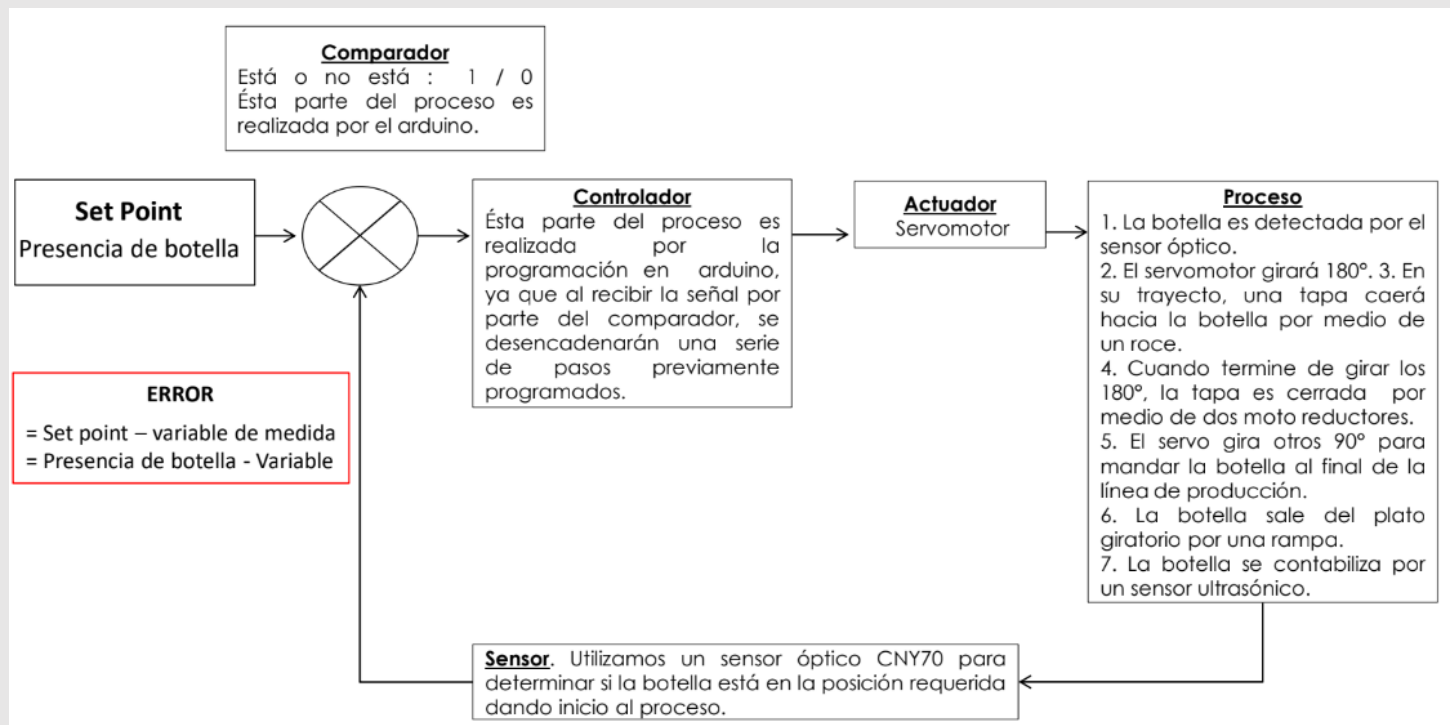 Comparador
Está o no está : 1 / 0
Ésta parte del proceso es
realizada por el arduino.
Set Point
Presencia de botella
Controlador
Ésta parte del proceso es
realizada por la
programación en arduino,
ya que al recibir la señal por
parte del comparador, se
desencadenarán una serie
de pasos previamente
programados.
Actuador
Servomotor
Proceso
1. La botella es detectada por el
sensor óptico.
2. El servomotor girará 180°. 3. En
su trayecto, una tapa caerá
hacia la botella por medio de
un roce.
4. Cuando termine de girar los
180°, la tapa es cerrada por
medio de dos moto reductores.
5. El servo gira otros 90° para
mandar la botella al final de la
línea de producción.
6. La botella sale del plato
giratorio por una rampa.
7. La botella se contabiliza por
un sensor ultrasónico.
ERROR
= Set point – variable de medida
= Presencia de botella - Variable
Sensor. Utilizamos un sensor óptico CNY70 para
determinar si la botella está en la posición requerida
dando inicio al proceso.